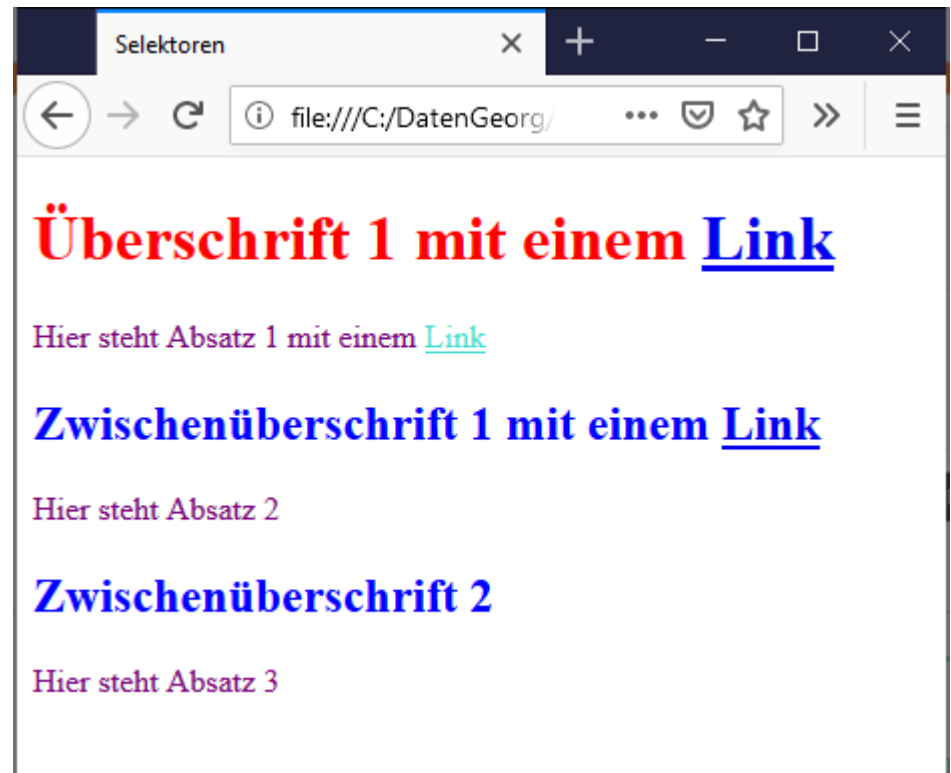 Selektoren
file:///C:/DatenGeorg/
Überschrift 1 mit einem Link
Hier steht Absatz 1 mit einem Link
Zwischenüberschrift 1 mit einem Link
Hier steht Absatz 2
Zwischenüberschrift 2
Hier steht Absatz 3